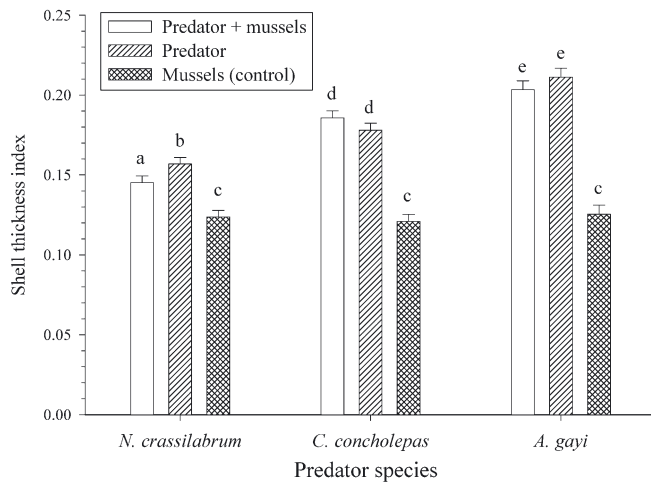 0.25
0.20
0.15
0.10
0.05
0.00
Shell thickness index
Predator + mussels
Predator
Mussels (control)
a
b
c
d
d
c
e
e
c
N. crassilabrum
C. concholepas
A. gayi
Predator species